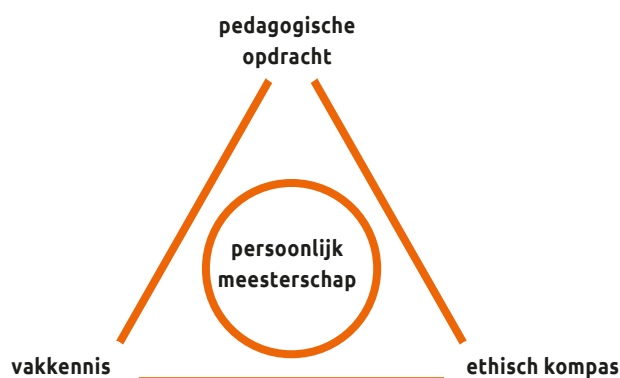 pedagogische
opdracht
persoonlijk
meesterschap
vakkennis
ethisch kompas